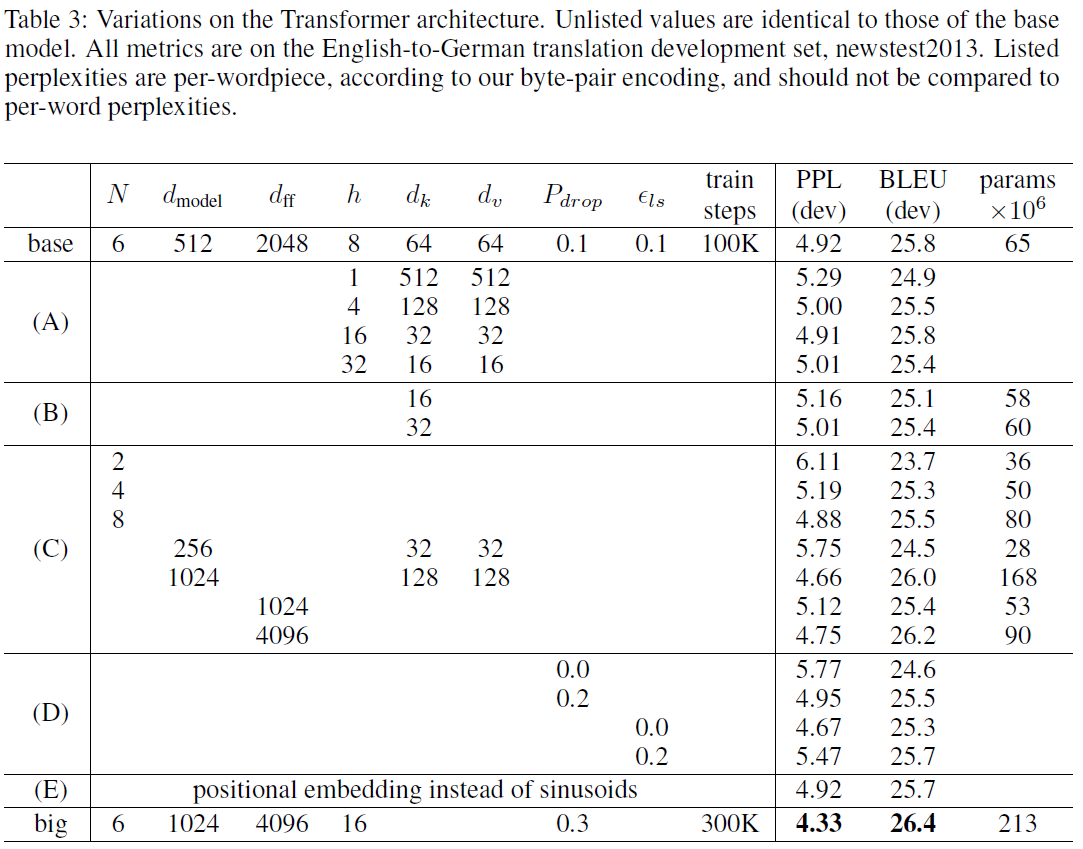 Table 3: Variations on the Transformer architecture. Unlisted values are identical to those of the base
model. All metrics are on the English-to-German translation development set, newstest2013. Listed
perplexities are per-wordpiece, according to our byte-pair encoding, and should not be compared to
per-word perplexities.
N d_model d_ff h d_k d_v P_drop ϵ_ls train steps PPL (dev) BLEU (dev) params ×10^6
base 6 512 2048 8 64 64 0.1 0.1 100K 4.92 25.8 65
(A)
1 512 512 5.29 24.9
4 128 128 5.00 25.5
16 32 32 4.91 25.8
32 16 16 5.01 25.4
(B)
16 5.16 25.1 58
32 5.01 25.4 60
(C)
2 6.11 23.7 36
4 5.19 25.3 50
8 4.88 25.5 80
256 32 32 5.75 24.5 28
1024 128 128 4.66 26.0 168
1024 5.12 25.4 53
4096 4.75 26.2 90
(D)
0.0 5.77 24.6
0.2 4.95 25.5
0.0 4.67 25.3
0.2 5.47 25.7
(E) positional embedding instead of sinusoids 4.92 25.7
big 6 1024 4096 16 0.3 300K 4.33 26.4 213